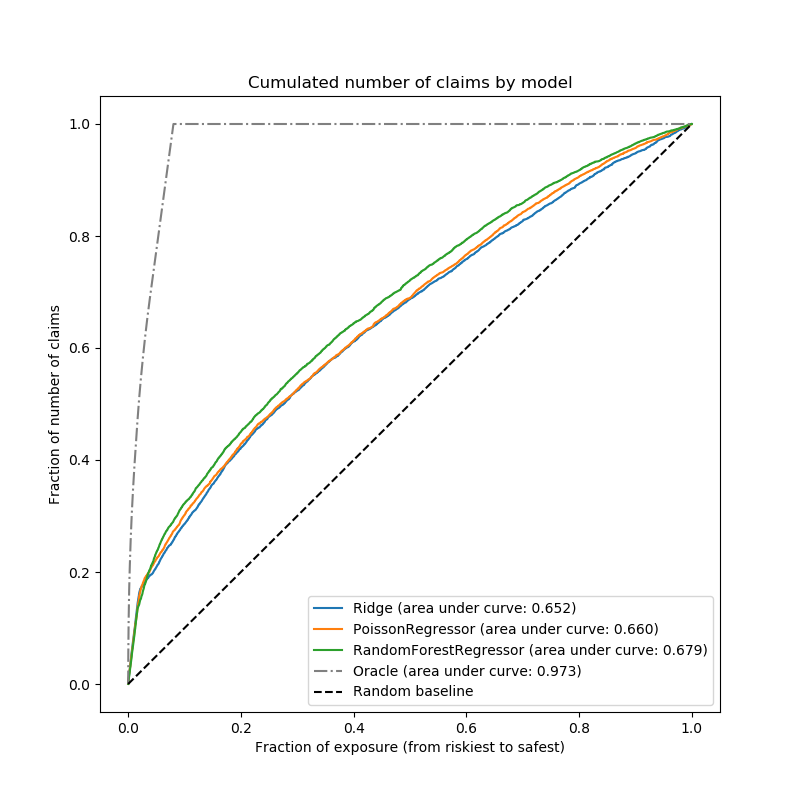 Cumulated number of claims by model
Fraction of number of claims
1.0
0.8
0.6
0.4
0.2
0.0
Ridge (area under curve: 0.652)
PoissonRegressor (area under curve: 0.660)
RandomForestRegressor (area under curve: 0.679)
Oracle (area under curve: 0.973)
Random baseline
0.0 0.2 0.4 0.6 0.8 1.0
Fraction of exposure (from riskiest to safest)